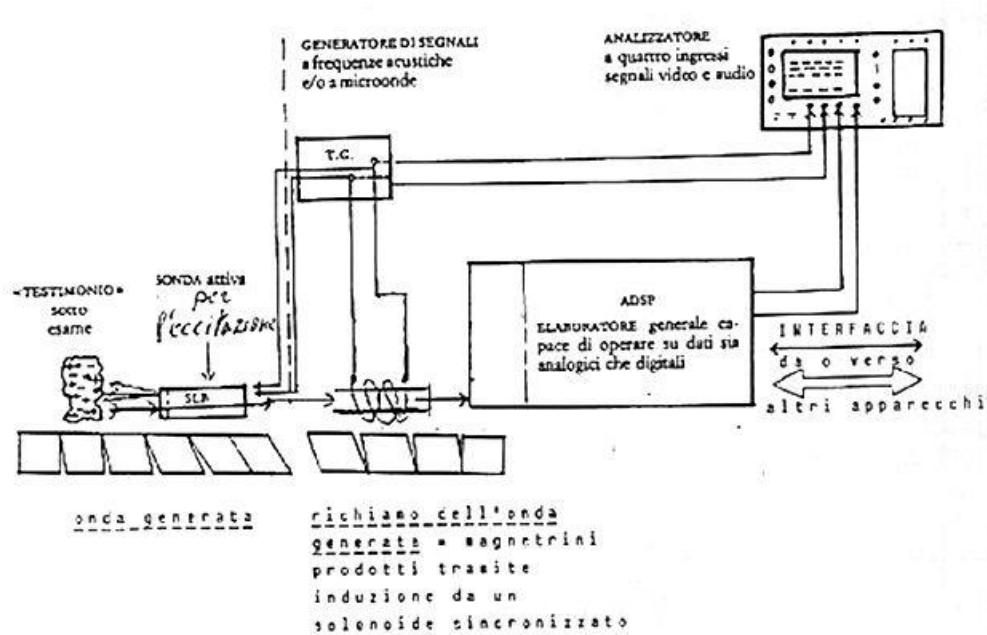 GENERATORE DI SEGNALI
a frequenze acustiche
e/o a microonde
ANALIZZATORE
a quattro ingressi
segnali video e audio
T.G.
«TESTIMONIO»
sotto
esame
SONDA attiva
per
l'eccitazione
SLR
ADSP
ELABORATORE generale ca-
pace di operare su dati sia
analogici che digitali
INTERFACCIA
da o verso
altri apparecchi
onda generata
richiamo dell'onda
generata = magnetrini
prodotti tramite
induzione da un
solenoide sincronizzato